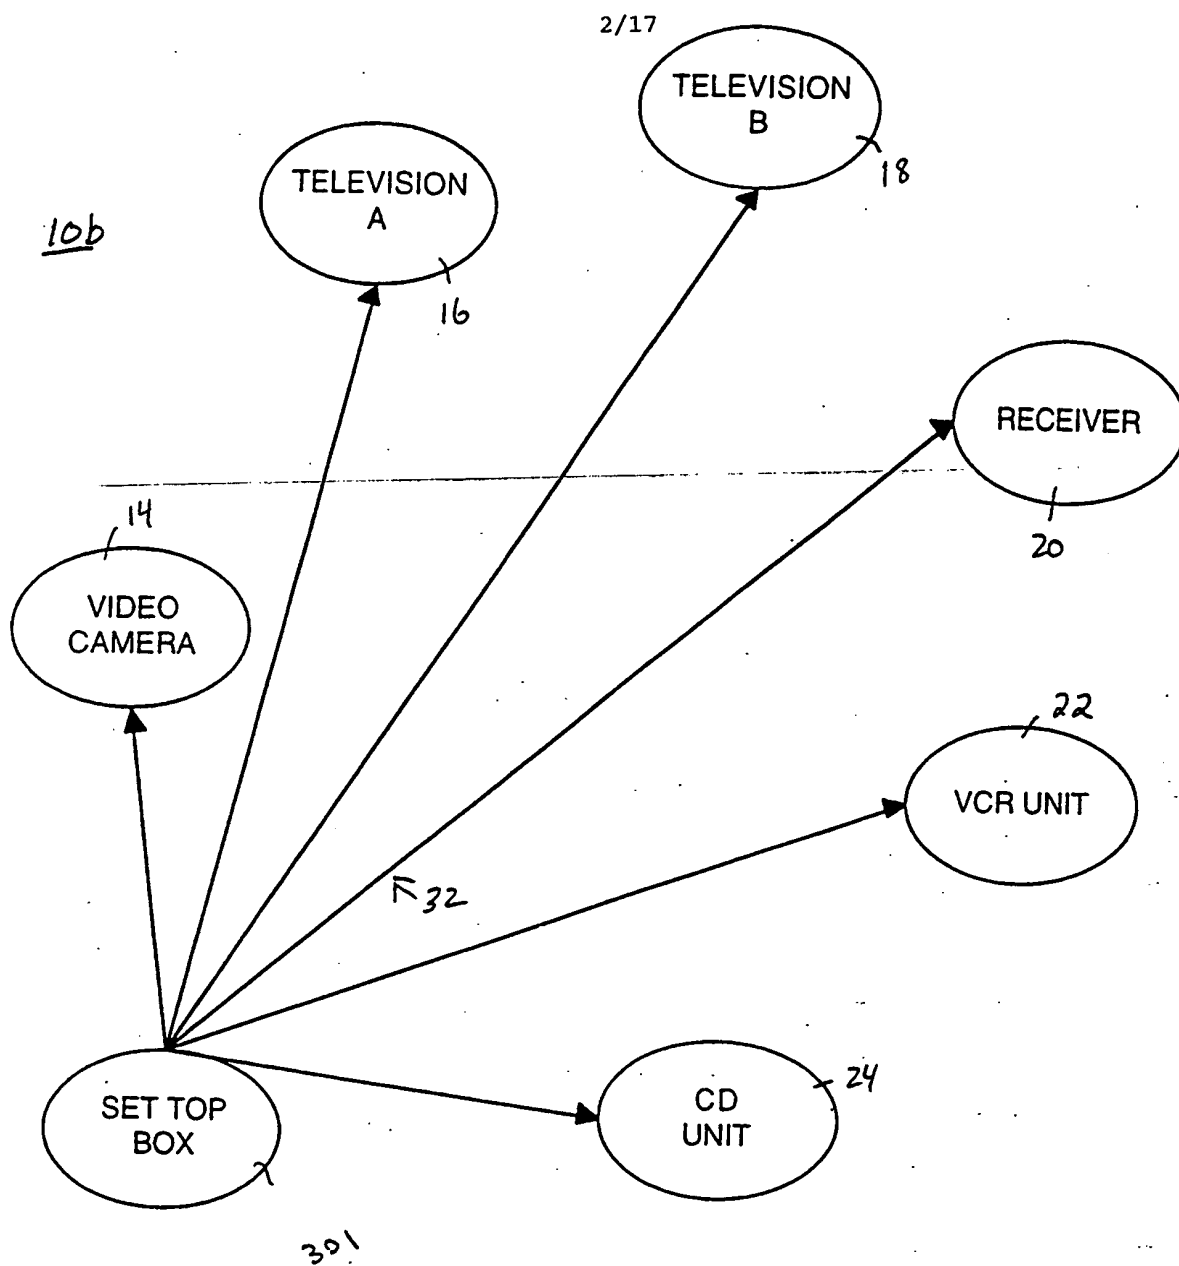 2/17
TELEVISION
B
18
TELEVISION
A
16
10b
RECEIVER
20
14
VIDEO
CAMERA
22
VCR UNIT
32
SET TOP
BOX
301
CD
UNIT
24